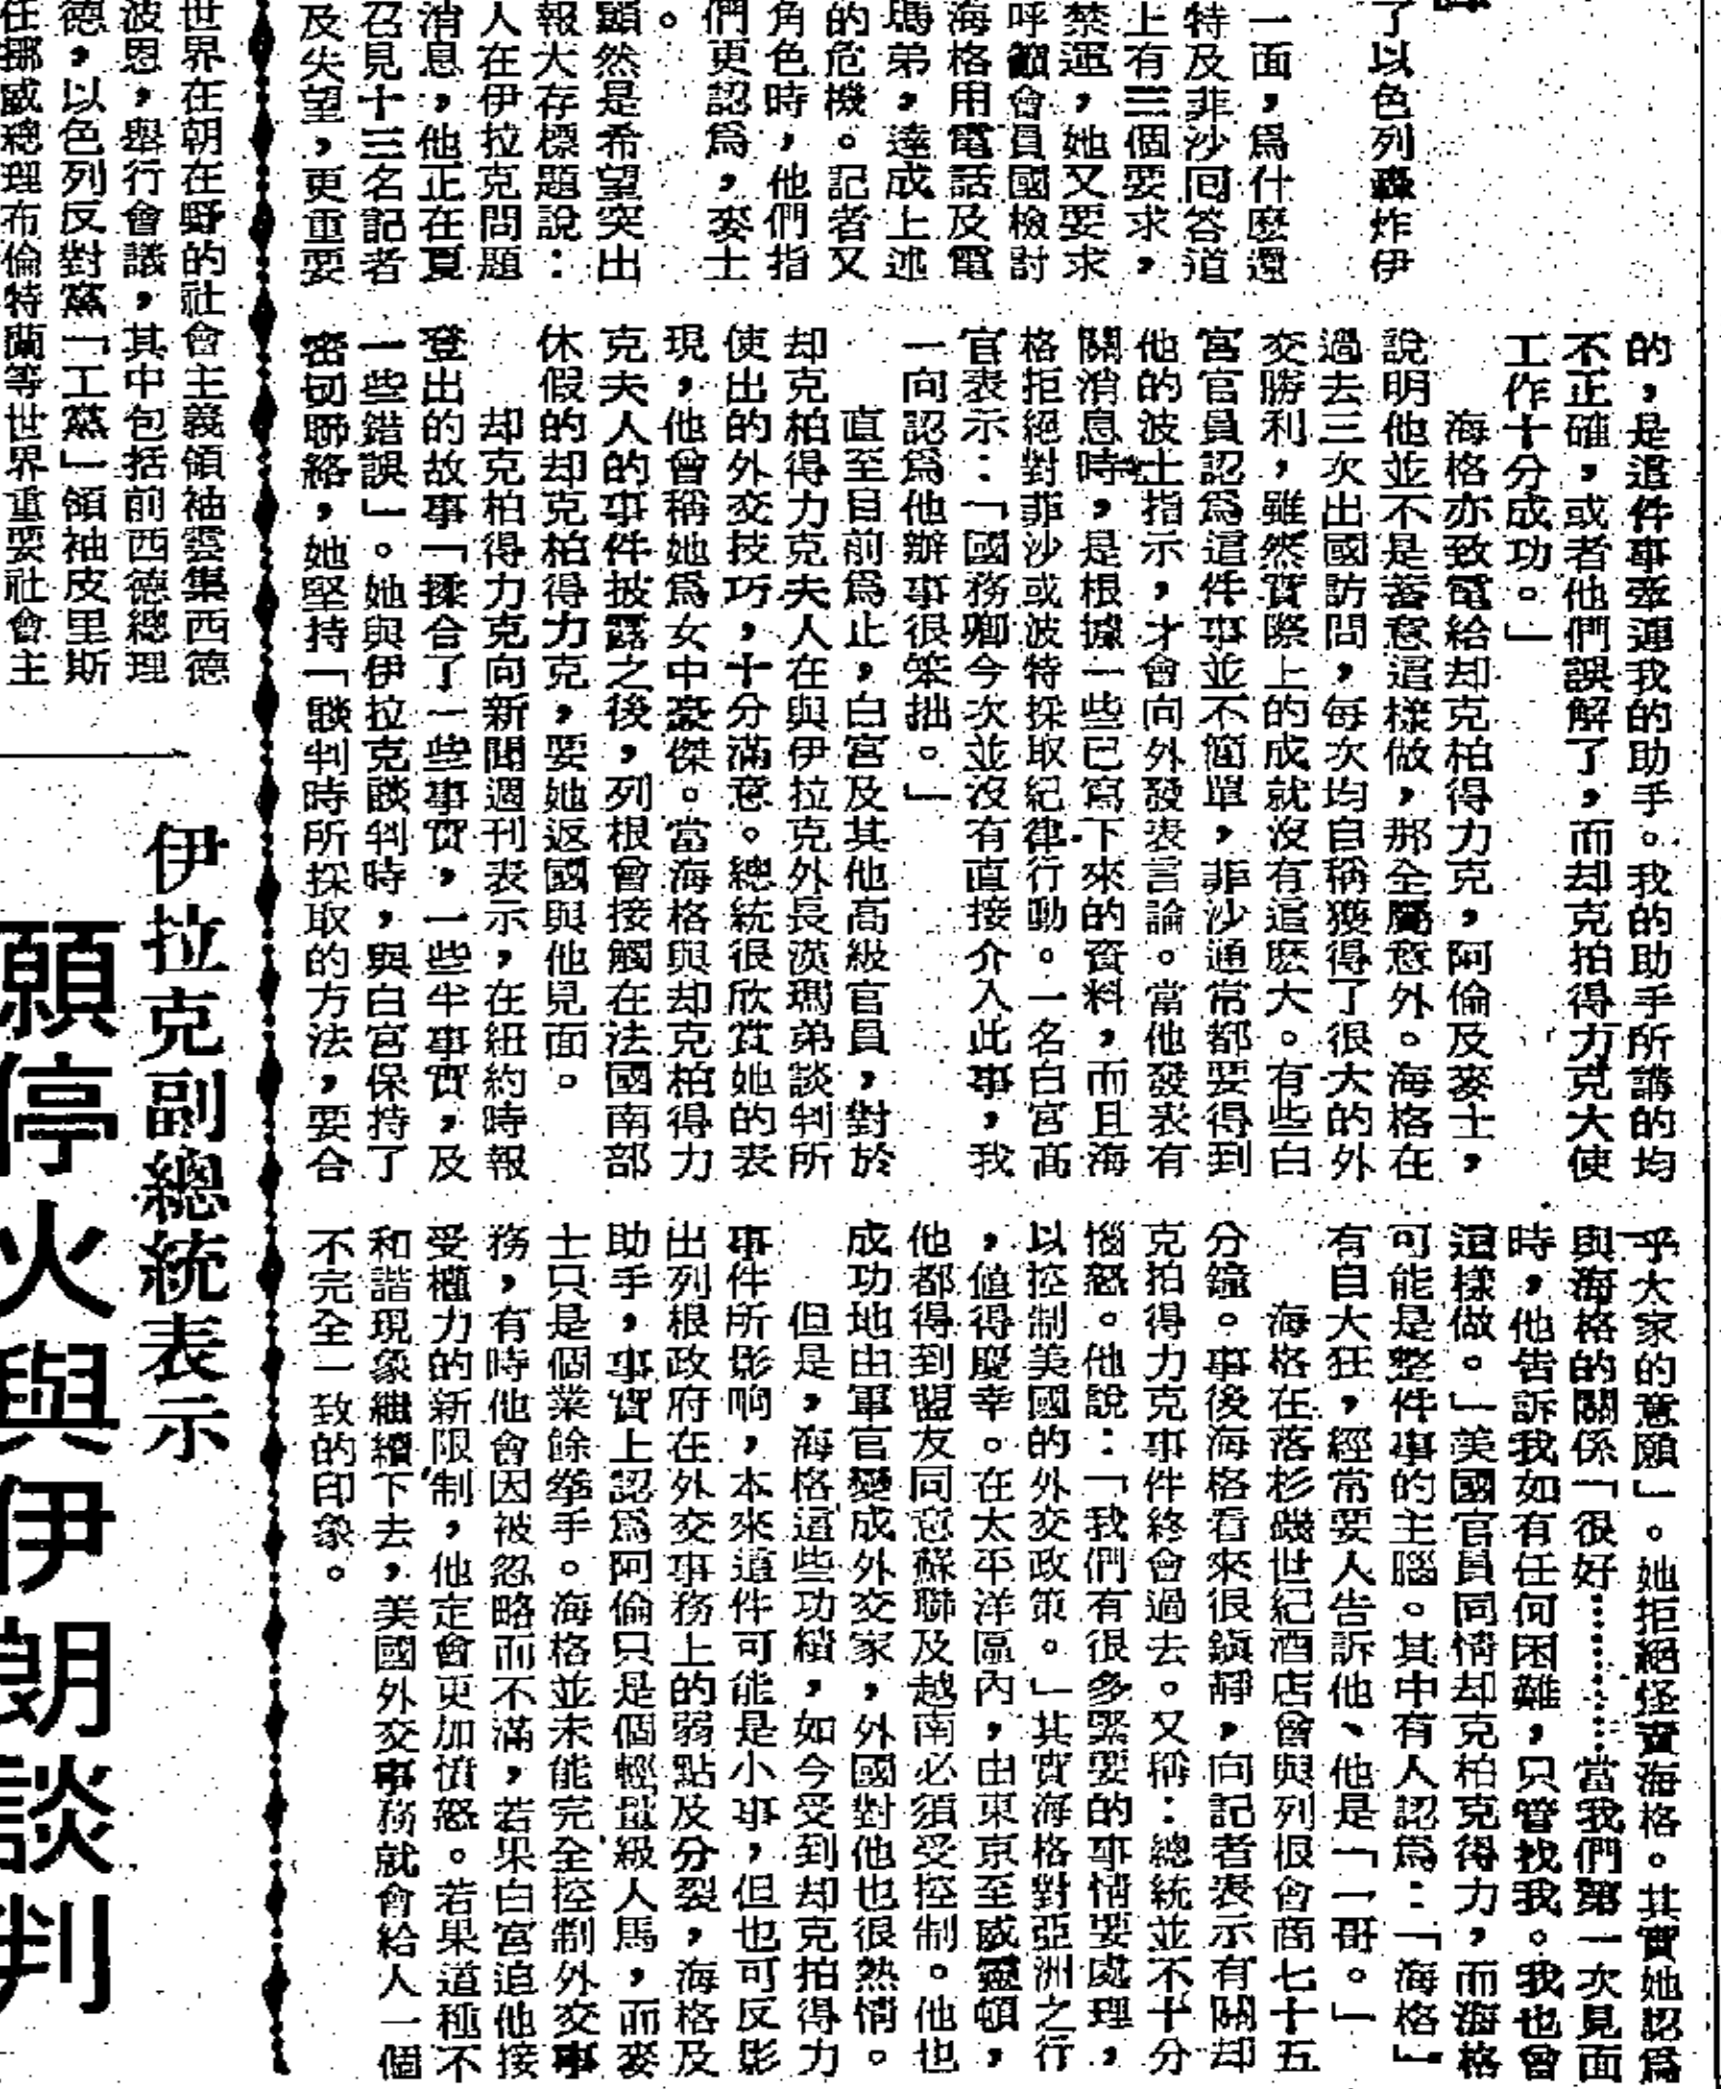 了以色列轟炸伊
一面，爲什麼還
特及菲沙回答道
上有三個要求，
禁運，她又要求
呼籲會員國檢討
海格用電話及電
瑪弟，達成上述
的危機。記者又
角色時，他們指
們更認爲，麥士
。
顯然是希望突出
報大存標題說：
人在伊拉克問題
消息，他正在夏
召見十三名記者
及失望，更重要
的，是這件事牽連我的助手。我的助手所講的均
不正確，或者他們誤解了，而却克拍得力克大使
工作十分成功。」
海格亦致電給却克柏得力克，阿倫及麥士，
說明他並不是蓄意這樣做，那全屬意外。海格在
過去三次出國訪問，每次均自稱獲得了很大的外
交勝利，雖然實際上的成就沒有這麽大。有些白
宮官員認爲這件事並不簡單，非沙通常都要得到
他的波士指示，才會向外發表言論。當他發表有
關消息時，是根據一些已寫下來的資料，而且海
格拒絕對菲沙或波特採取紀律行動。一名白宮高
官表示：「國務卿今次並沒有直接介入此事，我
一向認爲他辦事很笨拙。」
直至目前爲止，白宮及其他高級官員，對於
却克柏得力克夫人在與伊拉克外長漢瑪弟談判所
使出的外交技巧，十分滿意。總統很欣賞她的表
現，他曾稱她爲女中豪傑。當海格與却克柏得力
克夫人的事件披露之後，列根曾接觸在法國南部
休假的却克柏得力克，要她返國與他見面。
却克柏得力克向新聞週刊表示，在紐約時報
登出的故事「揉合了一些事實，一些半事實，及
一些錯誤」。她與伊拉克談判時，與白宮保持了
密切聯絡，她堅持「談判時所採取的方法，要合
乎大家的意願」。她拒絕怪責海格。其實她認爲
與海格的關係「很好…………當我們第一次見面
時，他告訴我如有任何困難，只管找我。我也曾
這樣做。」美國官員同情却克柏克得力，而海格
可能是整件事的主腦。其中有人認爲：「海格」
有自大狂，經常要人告訴他、他是「一哥。」
海格在落杉磯世紀酒店會與列根會商七十五
分鐘。事後海格看來很鎮靜，向記者表示有關却
克拍得力克事件終會過去。又稱：總統並不十分
惱怒。他說：「我們有很多緊要的事情要處理，
以控制美國的外交政策。」其實海格對亞洲之行
，値得慶幸。在太平洋區內，由東京至威靈頓，
他都得到盟友同意蘇聯及越南必須受控制。他也
成功地由軍官變成外交家，外國對他也很熱情。
但是，海格這些功績，如今受到却克拍得力
事件所影响，本來這件可能是小事，但也可反影
出列根政府在外交事務上的弱點及分裂，海格及
助手，事實上認爲阿倫只是個輕量級人馬，而麥
士只是個業餘拳手。海格並未能完全控制外交事
務，有時他會因被忽略而不滿，若果白宮追他接
受權力的新限制，他定會更加憤怒。若果這種不
和諧現象繼續下去，美國外交事務就會給人一個
不完全一致的印象。
世界在朝在野的社會主義領袖雲集西德
波恩，舉行會議，其中包括前西德總理
德，以色列反對黨「工黨」領袖皮里斯
任挪威總理布倫特蘭等世界重要社會主
伊拉克副總統表示
願停火與伊朗談判